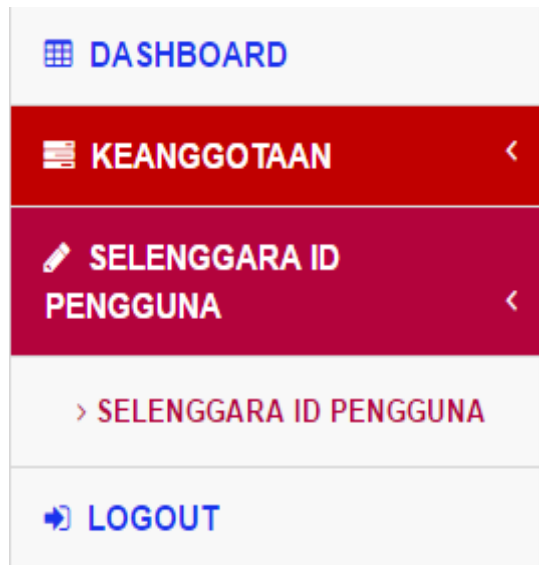 DASHBOARD
KEANGGOTAAN
SELENGGARA ID
PENGGUNA
> SELENGGARA ID PENGGUNA
LOGOUT